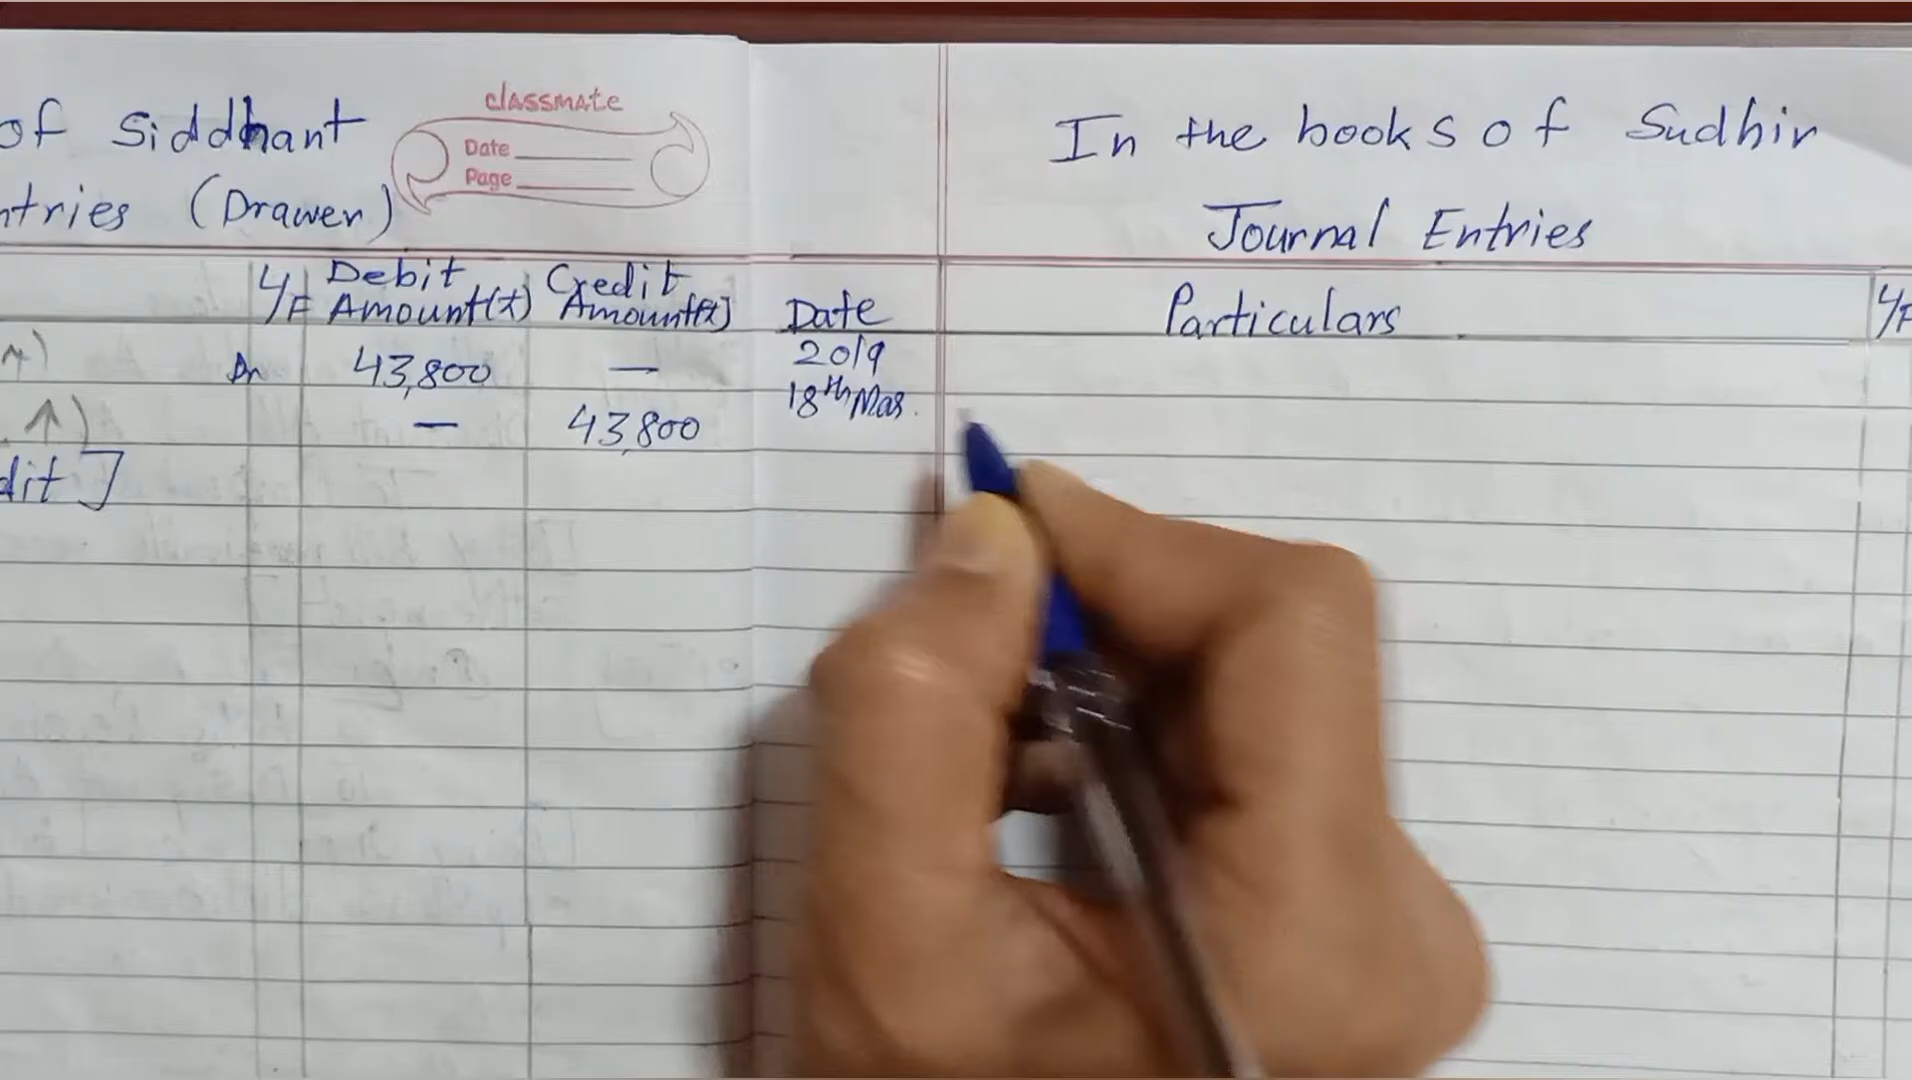 of Siddhant
ntries (Drawer)
classmate
Date
Page
L/F
Debit
Amount(₹)
Credit
Amount(₹)
Dr 43,800 —
— 43,800
dit]
In the books of Sudhir
Journal Entries
Date
Particulars
L/F
2019
18th Mar.